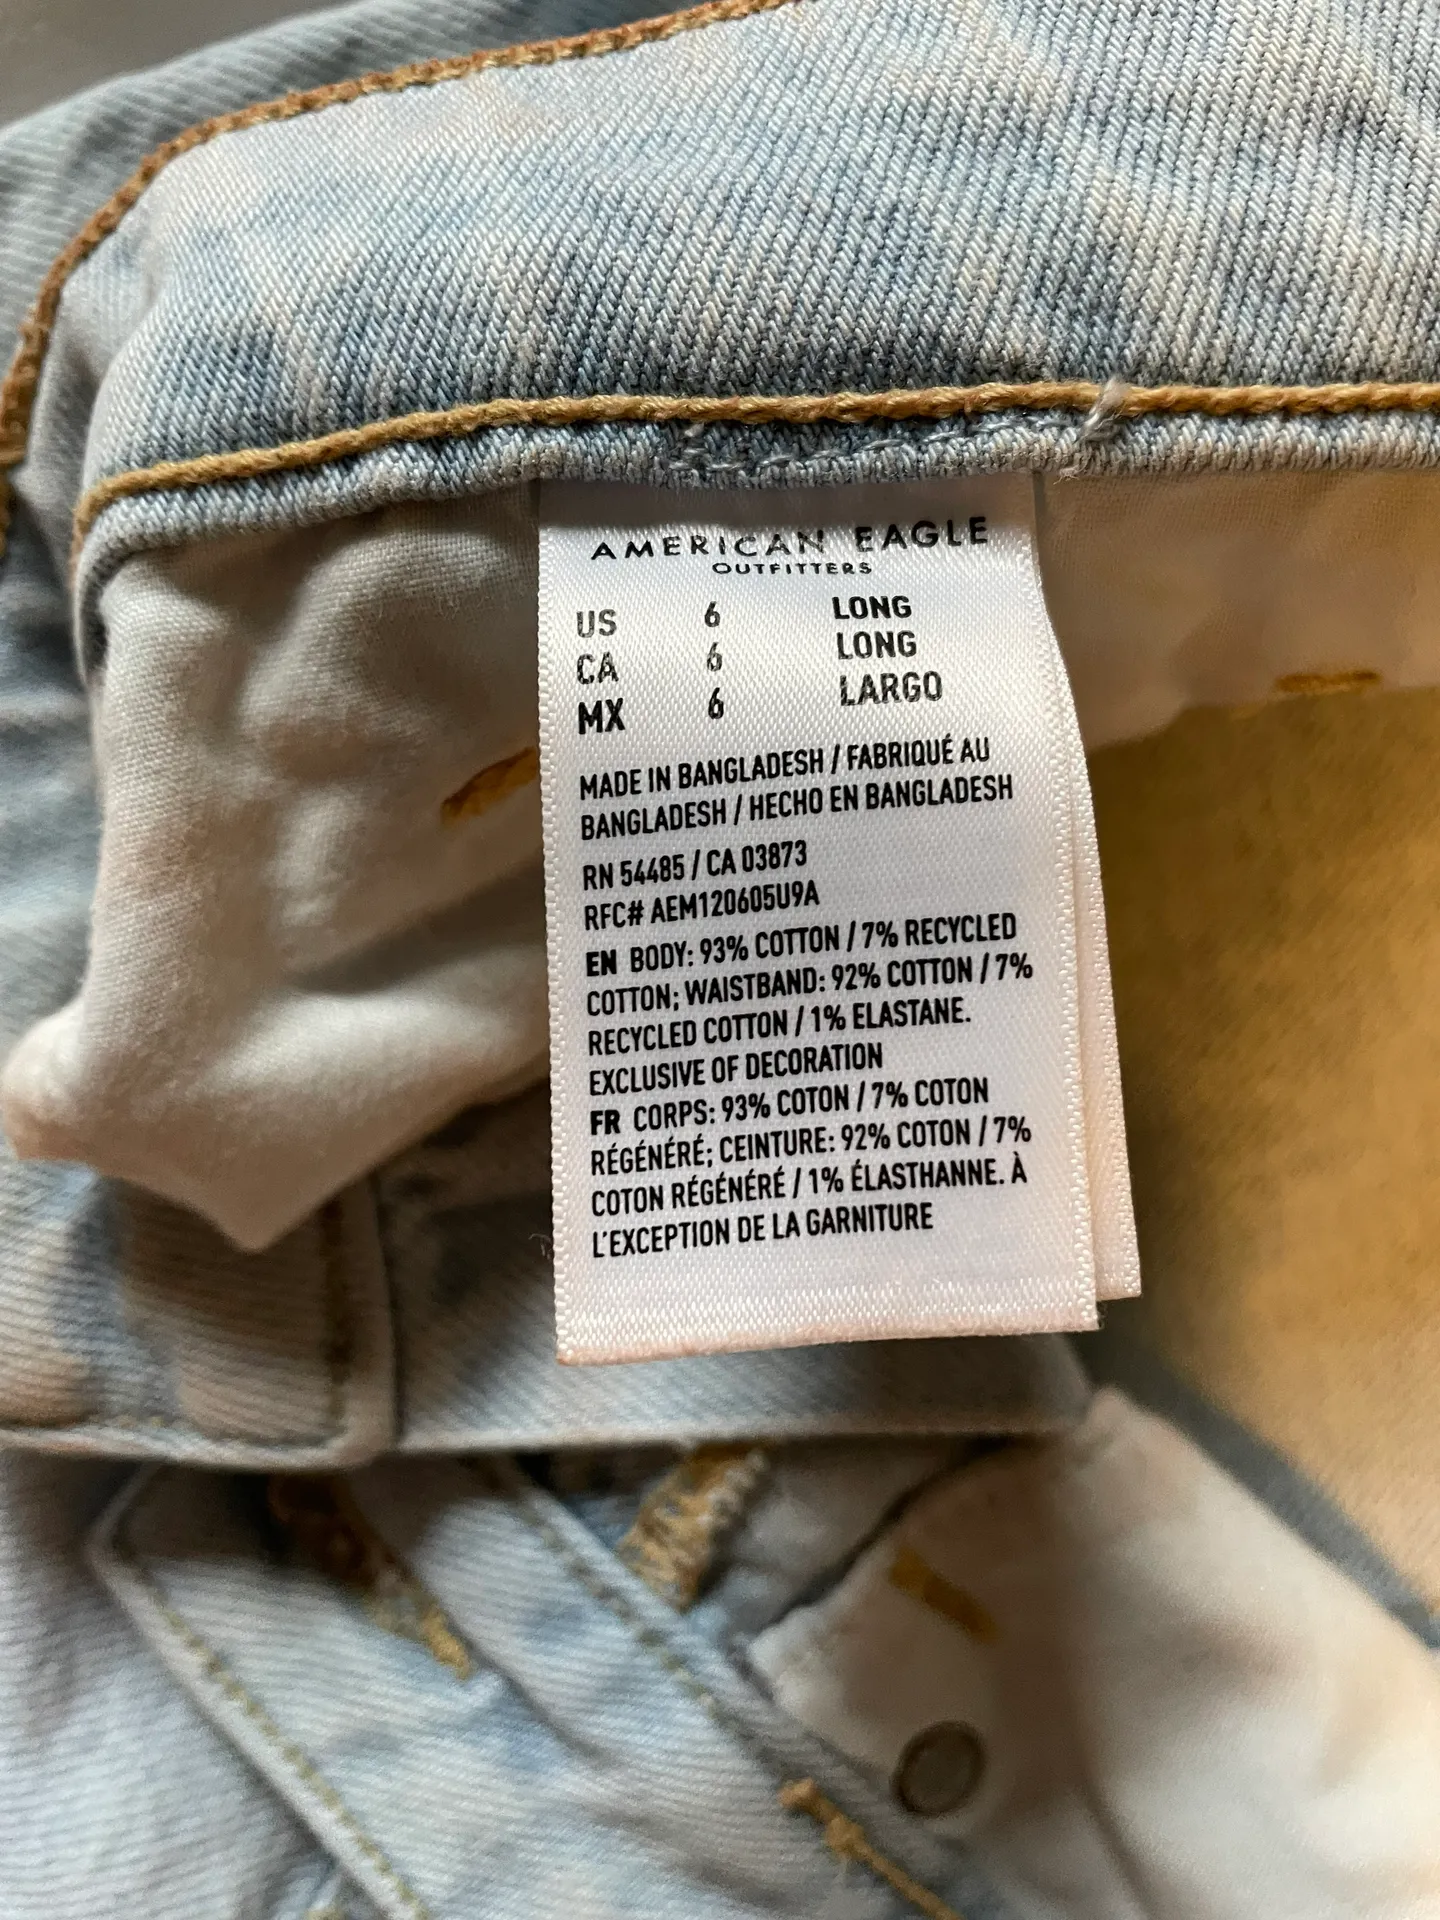 AMERICAN EAGLE
OUTFITTERS
US 6 LONG
CA 6 LONG
MX 6 LARGO
MADE IN BANGLADESH / FABRIQUÉ AU
BANGLADESH / HECHO EN BANGLADESH
RN 54485 / CA 03873
RFC# AEM120605U9A
EN BODY: 93% COTTON / 7% RECYCLED
COTTON; WAISTBAND: 92% COTTON / 7%
RECYCLED COTTON / 1% ELASTANE.
EXCLUSIVE OF DECORATION
FR CORPS: 93% COTON / 7% COTON
RÉGÉNÉRÉ; CEINTURE: 92% COTON / 7%
COTON RÉGÉNÉRÉ / 1% ÉLASTHANNE. À
L'EXCEPTION DE LA GARNITURE